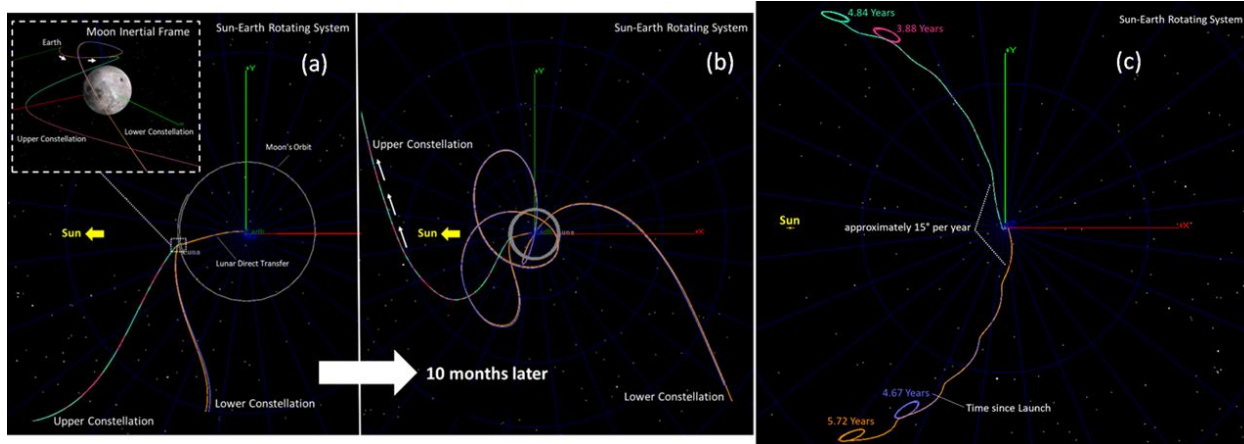 Moon Inertial Frame
Earth
Upper Constellation
Lower Constellation
Sun-Earth Rotating System
(a)
+Y
Moon's Orbit
Sun
Lunar Direct Transfer
Luna
Upper Constellation
Lower Constellation
10 months later
Sun-Earth Rotating System
(b)
+Y
Upper Constellation
Sun
Luna
+X
Lower Constellation
4.84 Years
3.88 Years
Sun-Earth Rotating System
(c)
+Y
Sun
approximately 15° per year
+X
4.67 Years
Time since Launch
5.72 Years